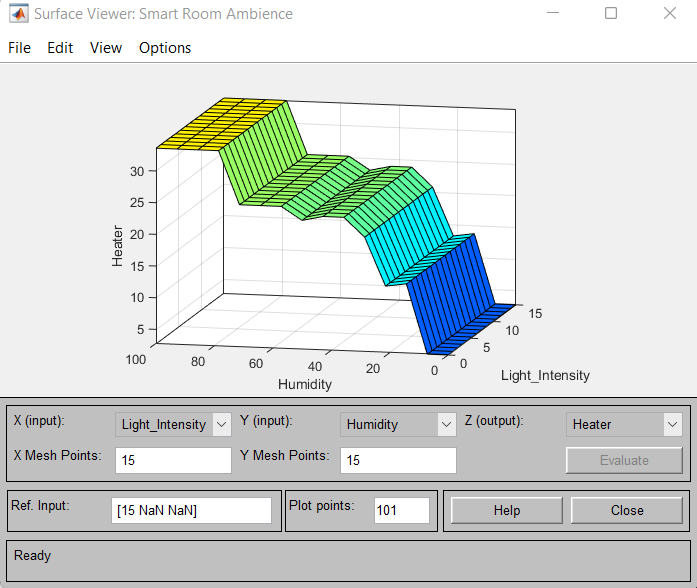 Surface Viewer: Smart Room Ambience
File Edit View Options
30
25
20
15
10
5
Heater
100
80
60
40
20
0
Humidity
0
5
10
15
Light_Intensity
X (input): Light_Intensity Y (input): Humidity Z (output): Heater
X Mesh Points: 15 Y Mesh Points: 15 Evaluate
Ref. Input: [15 NaN NaN] Plot points: 101 Help Close
Ready